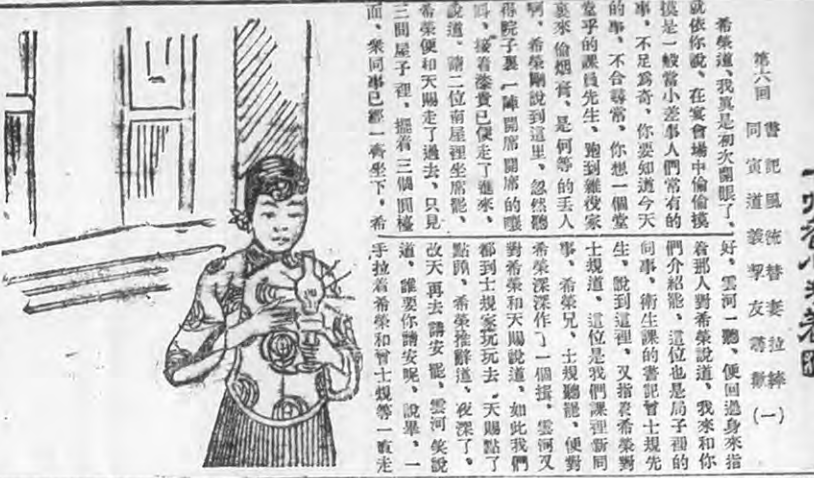 第六回
書記風流替妻拉縴
同寅道義友薦（一）
希榮道、我真是初次開眼了、
就依你說、在宴會場中偷偷摸
摸是一般當小差事人們常有的
事、不足爲奇、你要知道今天
的事、不合尋常、你想一個堂
堂乎的課員先生、跑到雜役家
裏來偷烟膏、是何等的丟人
啊、希榮剛說到這里、忽然聽
得院子裏一陣開席開席的嚷
叫、接着貴已便走了進來、
說道、請二位南屋裡坐席罷、
希榮便和天賜走了過去、只見
三間屋子裡、擺着三個圓檯
面、衆同事已經一齊坐下、希
好、雲河一聽、便回過身來指
着那人對希榮說道、我來和你
們介紹罷、這位也是局子裡的
同事、衛生課的書記曾士規先
生、說到這裡、又指着希榮對
士規道、這位是我們課裡新同
事、希榮兄、士規聽罷、便對
希榮深深作了一個揖、雲河又
對希榮和天賜說道、如此我們
都到士規家玩玩去、天賜點了
點頭、希榮推辭道、夜深了、
改天再去請安罷、雲河笑說
道、誰要你請安呢、說畢、一
手拉着希榮和曾士規等一直走